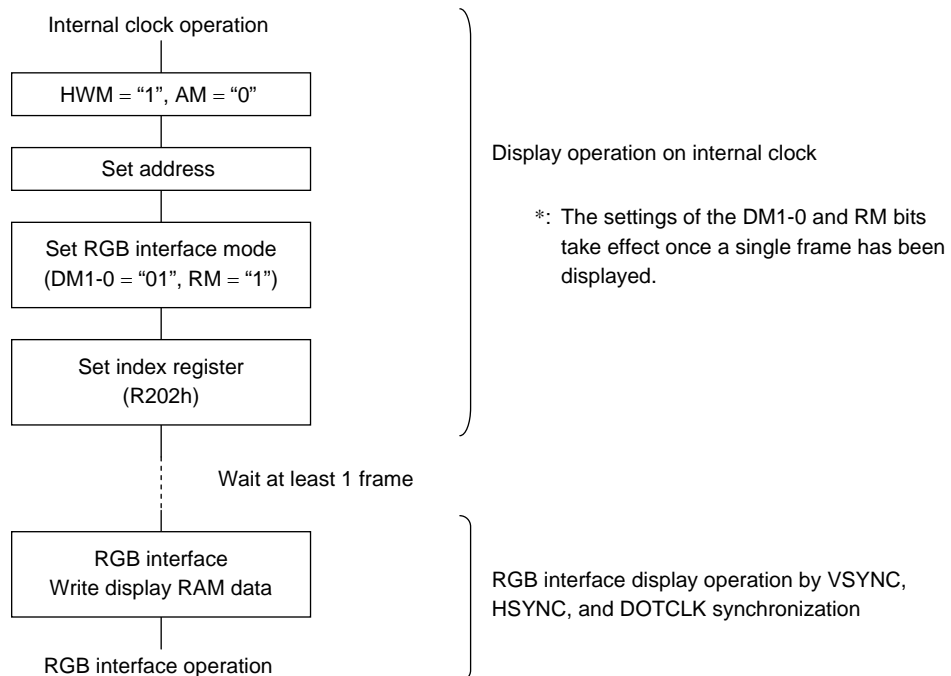 Internal clock operation
HWM = “1”, AM = “0”
Set address
Set RGB interface mode
(DM1-0 = “01”, RM = “1”)
Set index register
(R202h)
Display operation on internal clock
*: The settings of the DM1-0 and RM bits
take effect once a single frame has been
displayed.
Wait at least 1 frame
RGB interface
Write display RAM data
RGB interface display operation by VSYNC,
HSYNC, and DOTCLK synchronization
RGB interface operation